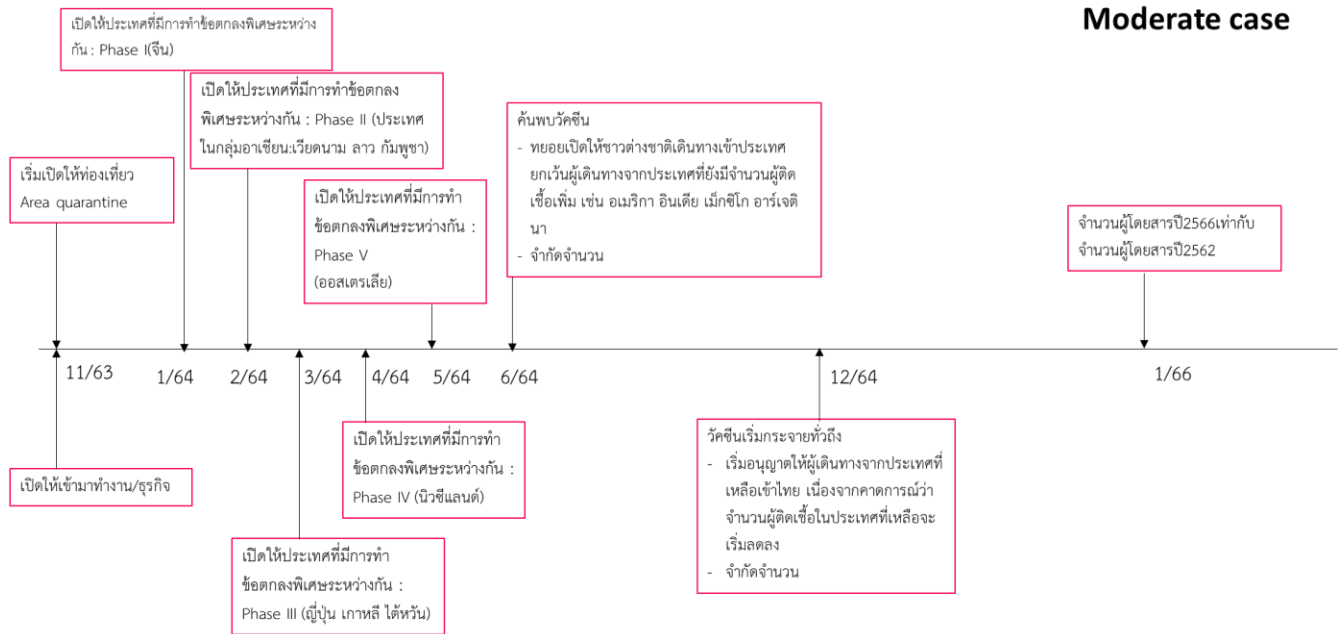 Moderate case
เปิดให้ประเทศที่มีการทำข้อตกลงพิเศษระหว่าง
กัน : Phase I(จีน)
เปิดให้ประเทศที่มีการทำข้อตกลง
พิเศษระหว่างกัน : Phase II (ประเทศ
ในกลุ่มอาเซียน:เวียดนาม ลาว กัมพูชา)
เริ่มเปิดให้ท่องเที่ยว
Area quarantine
เปิดให้ประเทศที่มีการทำ
ข้อตกลงพิเศษระหว่างกัน :
Phase V
(ออสเตรเลีย)
ค้นพบวัคซีน
- ทยอยเปิดให้ชาวต่างชาติเดินทางเข้าประเทศ
ยกเว้นผู้เดินทางจากประเทศที่ยังมีจำนวนผู้ติด
เชื้อเพิ่ม เช่น อเมริกา อินเดีย เม็กซิโก อาร์เจติ
นา
- จำกัดจำนวน
จำนวนผู้โดยสารปี2566เท่ากับ
จำนวนผู้โดยสารปี2562
11/63
1/64
2/64
3/64
4/64
5/64
6/64
12/64
1/66
เปิดให้เข้ามาทำงาน/ธุรกิจ
เปิดให้ประเทศที่มีการทำ
ข้อตกลงพิเศษระหว่างกัน :
Phase III (ญี่ปุ่น เกาหลี ไต้หวัน)
เปิดให้ประเทศที่มีการทำ
ข้อตกลงพิเศษระหว่างกัน :
Phase IV (นิวซีแลนด์)
วัคซีนเริ่มกระจายทั่วถึง
- เริ่มอนุญาตให้ผู้เดินทางจากประเทศที่
เหลือเข้าไทย เนื่องจากคาดการณ์ว่า
จำนวนผู้ติดเชื้อในประเทศที่เหลือจะ
เริ่มลดลง
- จำกัดจำนวน